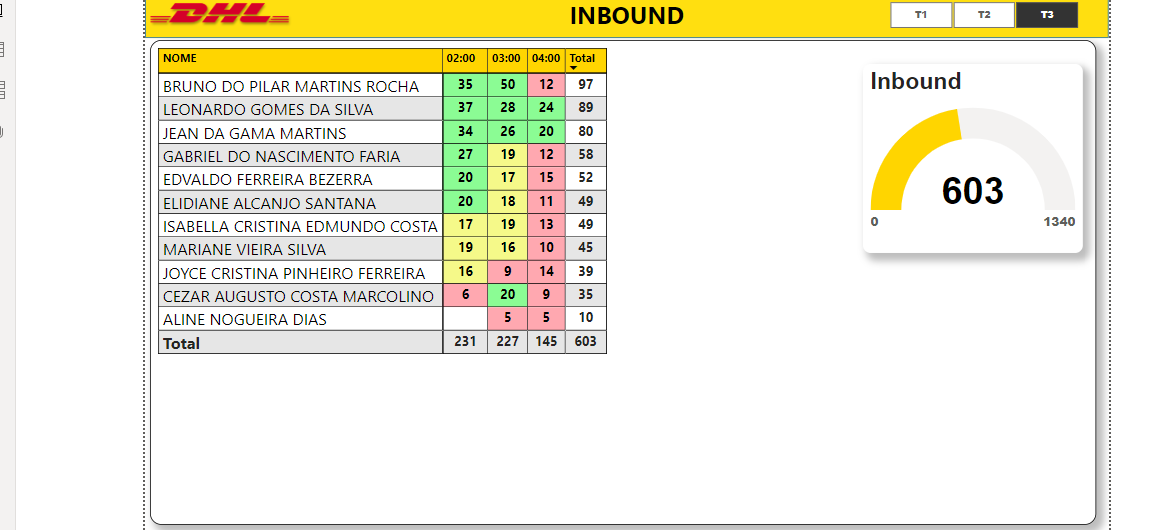 DHL INBOUND T1 T2 T3
NOME 02:00 03:00 04:00 Total
BRUNO DO PILAR MARTINS ROCHA 35 50 12 97
LEONARDO GOMES DA SILVA 37 28 24 89
JEAN DA GAMA MARTINS 34 26 20 80
GABRIEL DO NASCIMENTO FARIA 27 19 12 58
EDVALDO FERREIRA BEZERRA 20 17 15 52
ELIDIANE ALCANJO SANTANA 20 18 11 49
ISABELLA CRISTINA EDMUNDO COSTA 17 19 13 49
MARIANE VIEIRA SILVA 19 16 10 45
JOYCE CRISTINA PINHEIRO FERREIRA 16 9 14 39
CEZAR AUGUSTO COSTA MARCOLINO 6 20 9 35
ALINE NOGUEIRA DIAS 5 5 10
Total 231 227 145 603
Inbound
603
0 1340